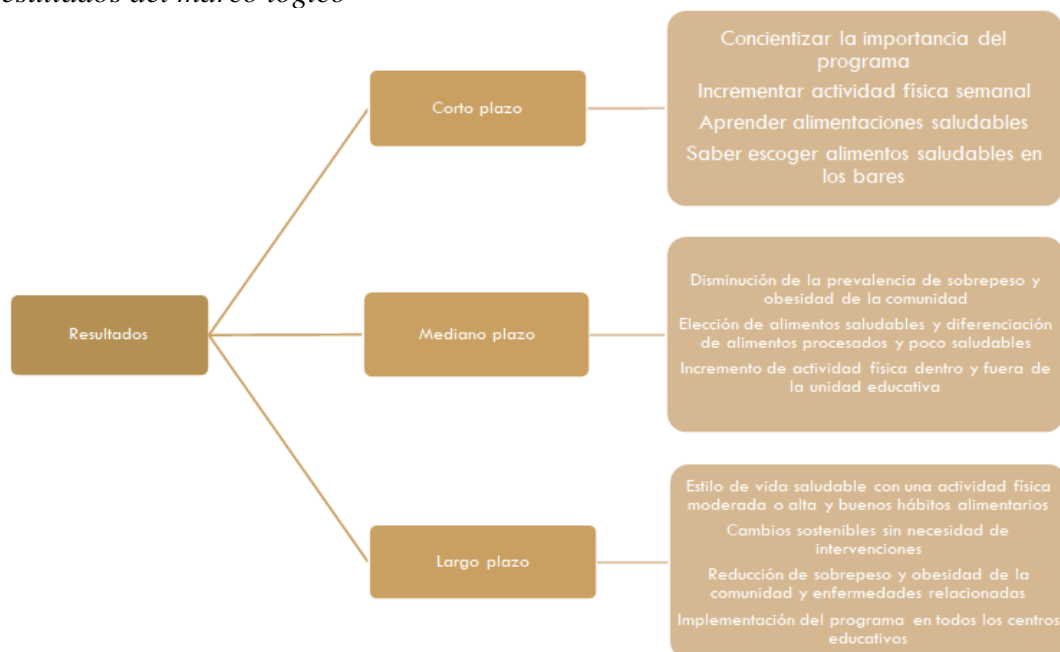 del marco lógico
Concientizar la importancia del
programa
Incrementar actividad física semanal
Aprender alimentaciones saludables
Saber escoger alimentos saludables en
los bares
Corto plazo
Disminución de la prevalencia de sobrepeso y
obesidad de la comunidad
Elección de alimentos saludables y diferenciación
de alimentos procesados y poco saludables
Incremento de actividad física dentro y fuera de
la unidad educativa
Resultados
Mediano plazo
Estilo de vida saludable con una actividad física
moderada o alta y buenos hábitos alimentarios
Cambios sostenibles sin necesidad de
intervenciones
Reducción de sobrepeso y obesidad de la
comunidad y enfermedades relacionadas
Implementación del programa en todos los centros
educativos
Largo plazo